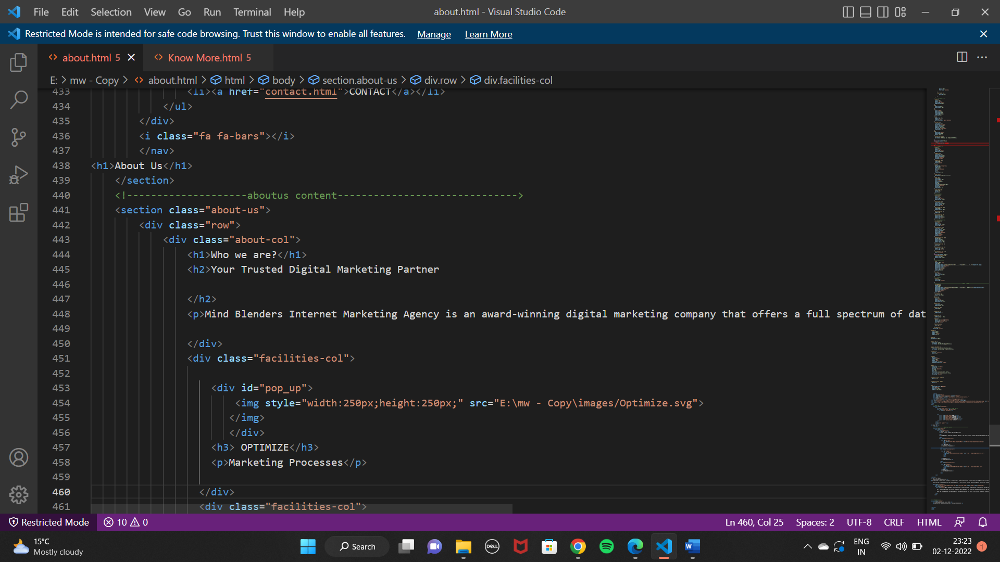 File Edit Selection View Go Run Terminal Help about.html - Visual Studio Code
Restricted Mode is intended for safe code browsing. Trust this window to enable all features. Manage Learn More
about.html 5 Know More.html 5
E: > mw - Copy > about.html > html > body > section.about-us > div.row > div.facilities-col
433 <li><a href="contact.html">CONTACT</a></li>
434 </ul>
435 </div>
436 <i class="fa fa-bars"></i>
437 </nav>
438 <h1>About Us</h1>
439 </section>
440 <!--------------------aboutus content------------------------------>
441 <section class="about-us">
442 <div class="row">
443 <div class="about-col">
444 <h1>Who we are?</h1>
445 <h2>Your Trusted Digital Marketing Partner
446
447 </h2>
448 <p>Mind Blenders Internet Marketing Agency is an award-winning digital marketing company that offers a full spectrum of dat
449
450 </div>
451 <div class="facilities-col">
452
453 <div id="pop_up">
454 <img style="width:250px;height:250px;" src="E:\mw - Copy\images/Optimize.svg">
455 </img>
456 </div>
457 <h3> OPTIMIZE</h3>
458 <p>Marketing Processes</p>
459
460 </div>
461 <div class="facilities-col">
Restricted Mode 10 0 Ln 460, Col 25 Spaces: 2 UTF-8 CRLF HTML
15°C
Mostly cloudy
Search
DELL
ENG
IN
23:23
02-12-2022
1